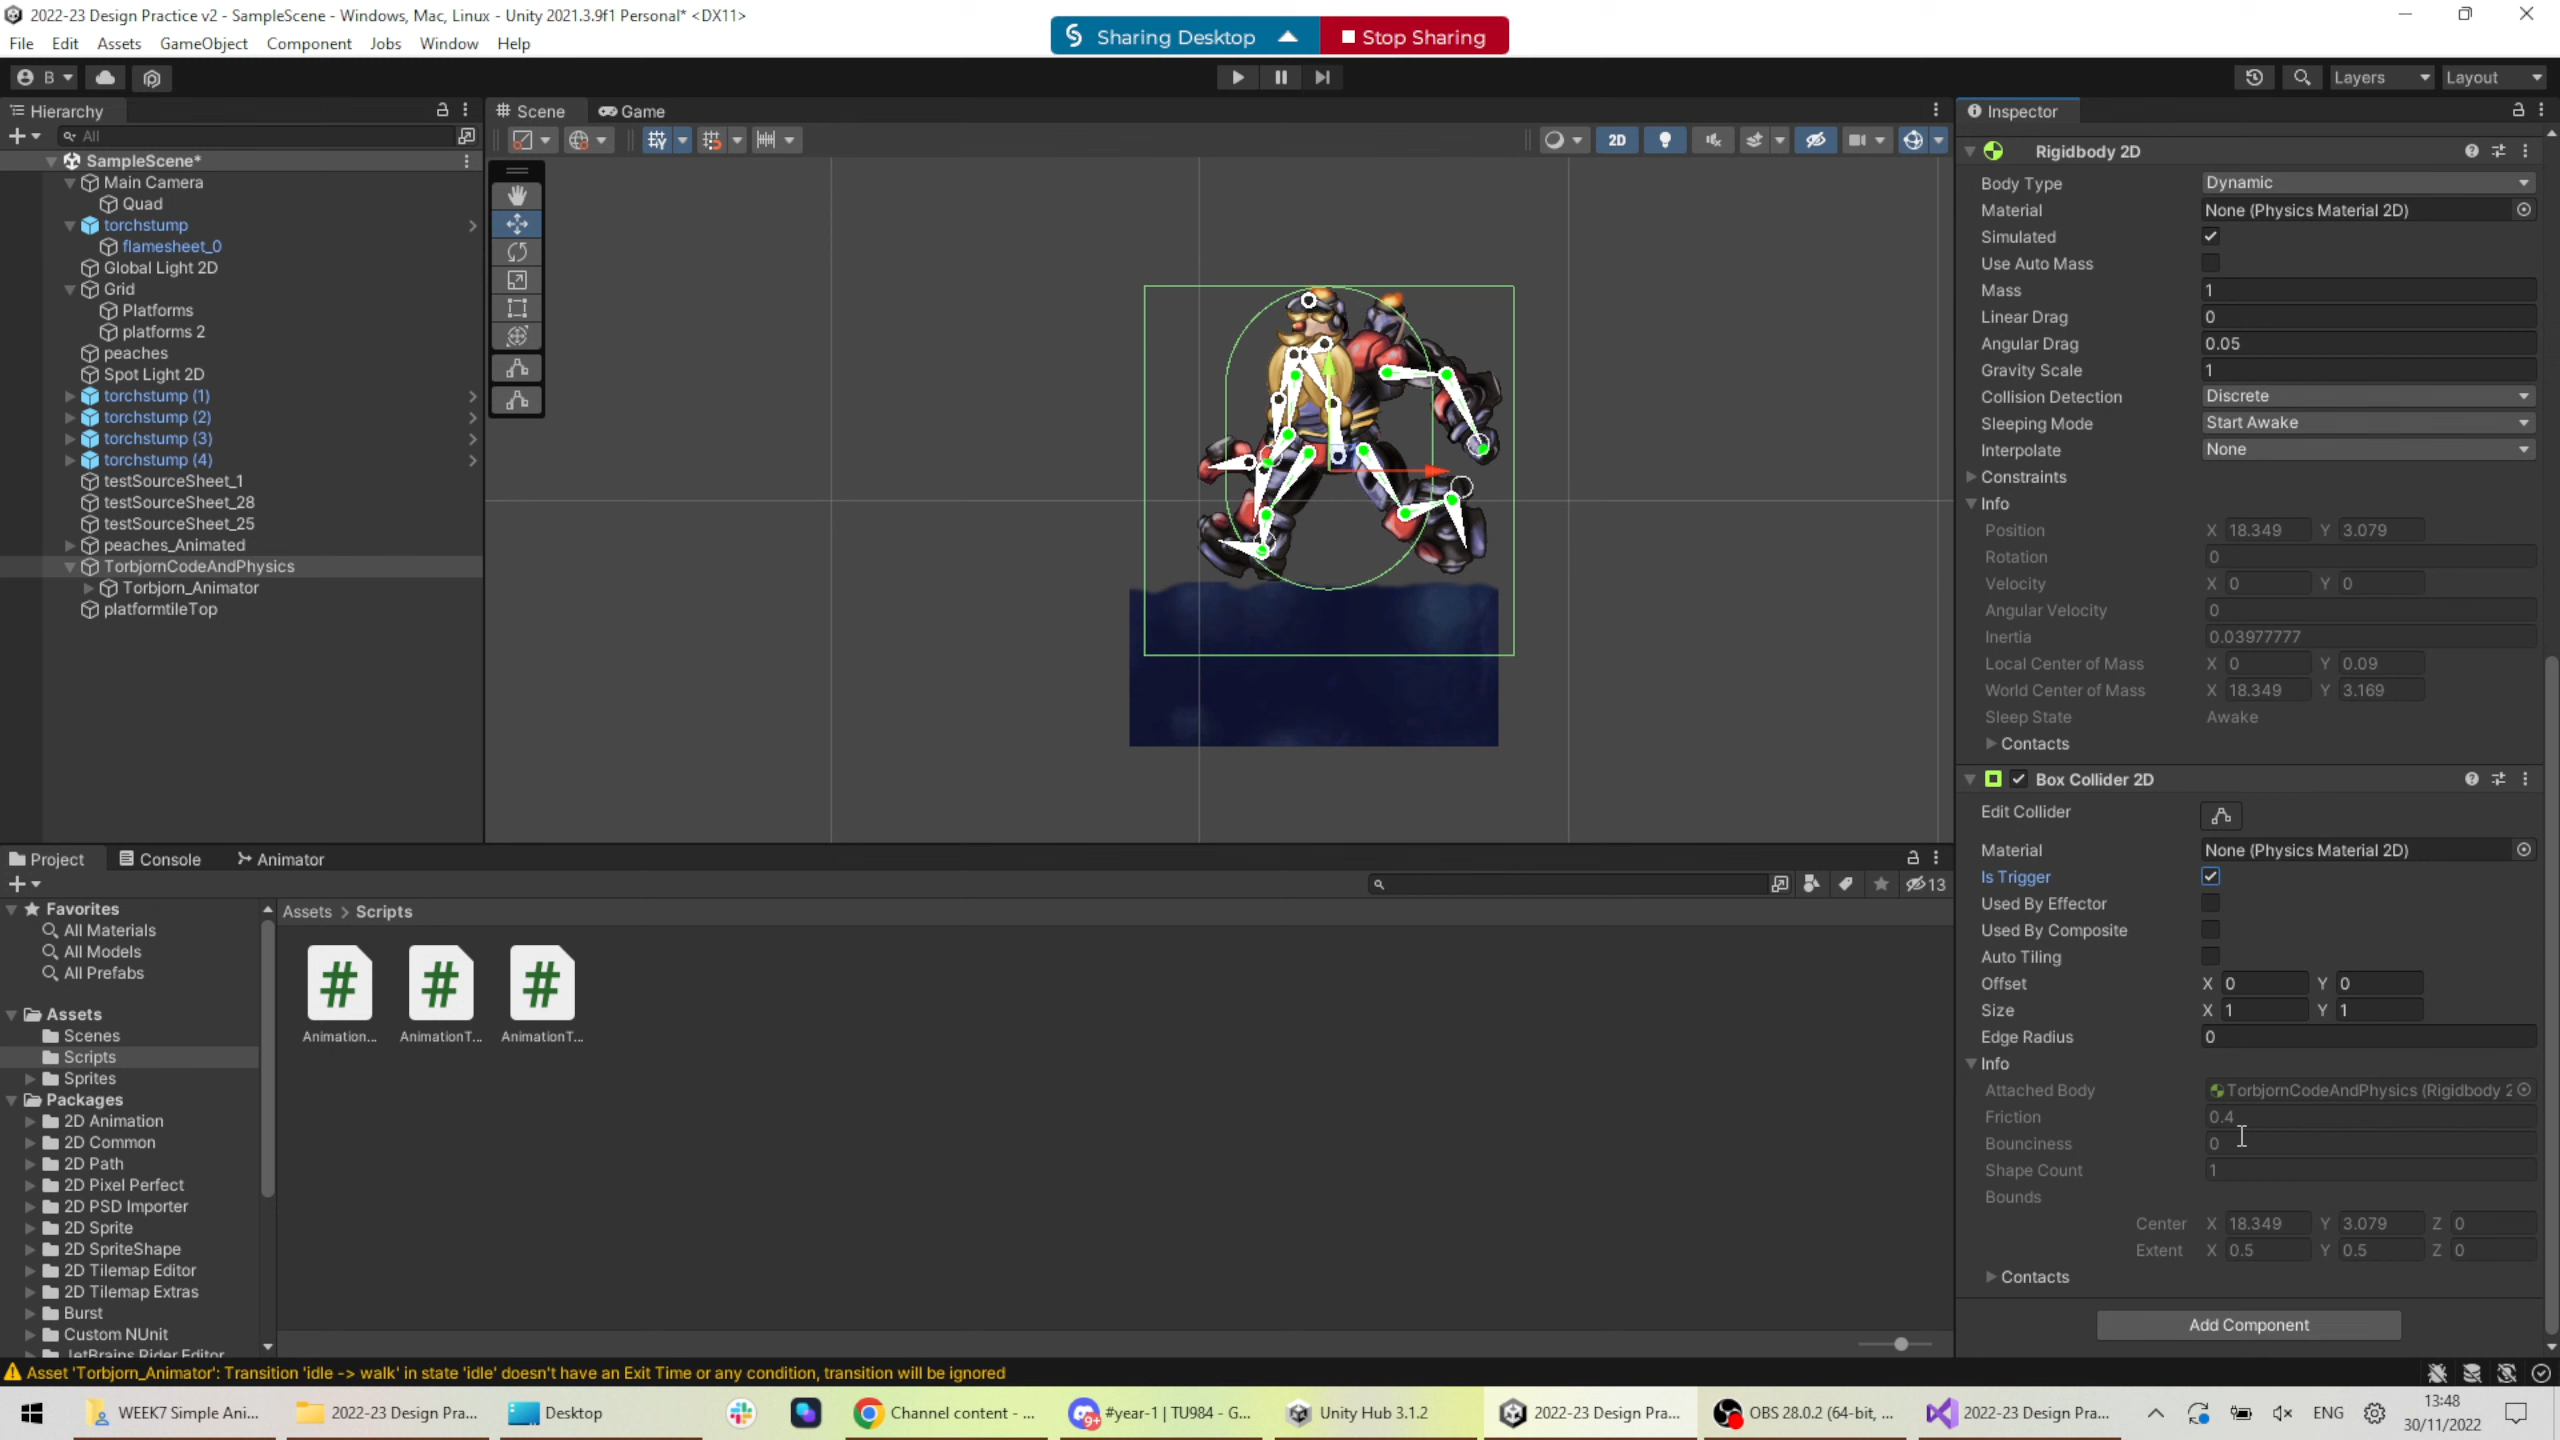 2022-23 Design Practice v2 - SampleScene - Windows, Mac, Linux - Unity 2021.3.9f1 Personal* <DX11>
Sharing Desktop
Stop Sharing
File Edit Assets GameObject Component Jobs Window Help
B
Layers
Layout
Hierarchy
All
SampleScene*
Main Camera
Quad
torchstump
flamesheet_0
Global Light 2D
Grid
Platforms
platforms 2
peaches
Spot Light 2D
torchstump (1)
torchstump (2)
torchstump (3)
torchstump (4)
testSourceSheet_1
testSourceSheet_28
testSourceSheet_25
peaches_Animated
TorbjornCodeAndPhysics
Torbjorn_Animator
platformtileTop
Scene
Game
2D
Inspector
Rigidbody 2D
Body Type Dynamic
Material None (Physics Material 2D)
Simulated
Use Auto Mass
Mass 1
Linear Drag 0
Angular Drag 0.05
Gravity Scale 1
Collision Detection Discrete
Sleeping Mode Start Awake
Interpolate None
Constraints
Info
Position X 18.349 Y 3.079
Rotation 0
Velocity X 0 Y 0
Angular Velocity 0
Inertia 0.03977777
Local Center of Mass X 0 Y 0.09
World Center of Mass X 18.349 Y 3.169
Sleep State Awake
Contacts
Box Collider 2D
Edit Collider
Material None (Physics Material 2D)
Is Trigger
Used By Effector
Used By Composite
Auto Tiling
Offset X 0 Y 0
Size X 1 Y 1
Edge Radius 0
Info
Attached Body TorbjornCodeAndPhysics (Rigidbody 2
Friction 0.4
Bounciness 0
Shape Count 1
Bounds
Center X 18.349 Y 3.079 Z 0
Extent X 0.5 Y 0.5 Z 0
Contacts
Add Component
Project
Console
Animator
13
Favorites
All Materials
All Models
All Prefabs
Assets
Scenes
Scripts
Sprites
Packages
2D Animation
2D Common
2D Path
2D Pixel Perfect
2D PSD Importer
2D Sprite
2D SpriteShape
2D Tilemap Editor
2D Tilemap Extras
Burst
Custom NUnit
JetBrains Rider Editor
Assets > Scripts
Animation...
AnimationT...
AnimationT...
Asset 'Torbjorn_Animator': Transition 'idle -> walk' in state 'idle' doesn't have an Exit Time or any condition, transition will be ignored
WEEK7 Simple Ani...
2022-23 Design Pra...
Desktop
Channel content - ...
9+
#year-1 | TU984 - G...
Unity Hub 3.1.2
2022-23 Design Pra...
OBS 28.0.2 (64-bit, ...
2022-23 Design Pra...
ENG
13:48
30/11/2022